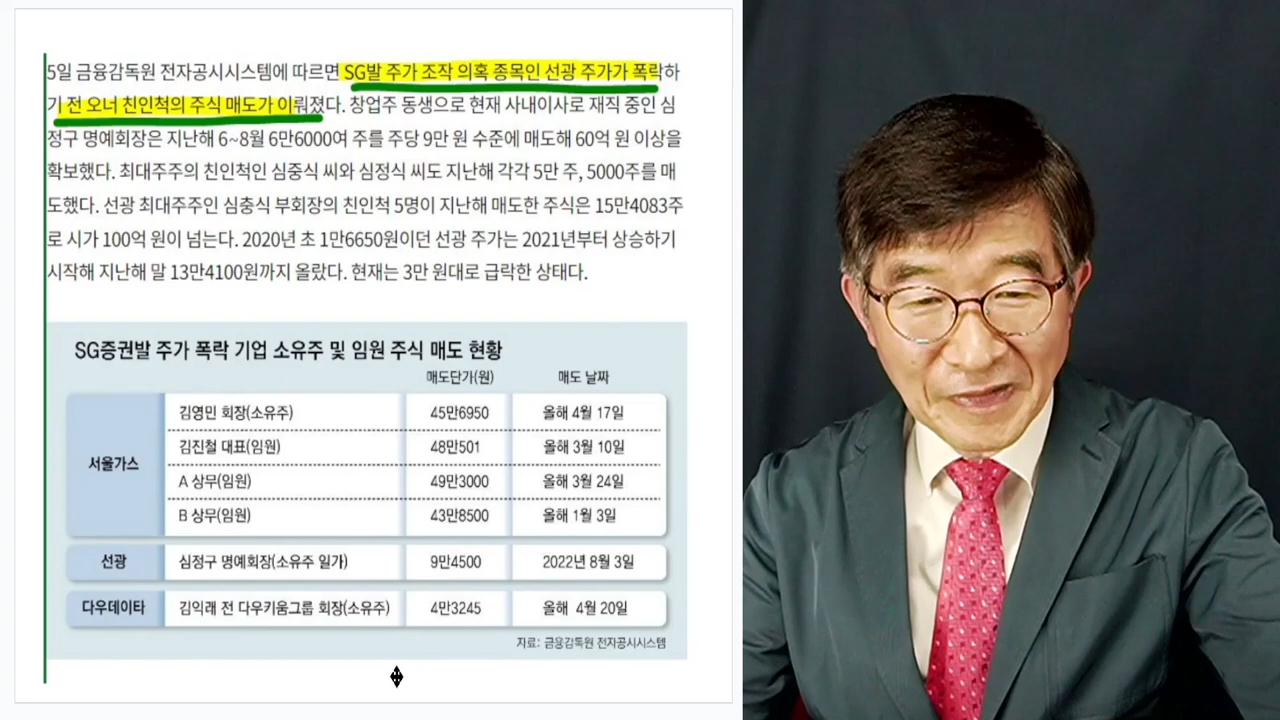 5일 금융감독원 전자공시시스템에 따르면 SG발 주가 조작 의혹 종목인 선광 주가가 폭락하
기 전 오너 친인척의 주식 매도가 이뤄졌다. 창업주 동생으로 현재 사내이사로 재직 중인 심
정구 명예회장은 지난해 6~8월 6만6000여 주를 주당 9만 원 수준에 매도해 60억 원 이상을
확보했다. 최대주주의 친인척인 심중식 씨와 심정식 씨도 지난해 각각 5만 주, 5000주를 매
도했다. 선광 최대주주인 심충식 부회장의 친인척 5명이 지난해 매도한 주식은 15만4083주
로 시가 100억 원이 넘는다. 2020년 초 1만6650원이던 선광 주가는 2021년부터 상승하기
시작해 지난해 말 13만4100원까지 올랐다. 현재는 3만 원대로 급락한 상태다.
SG증권발 주가 폭락 기업 소유주 및 임원 주식 매도 현황
매도단가(원) 매도 날짜
서울가스
김영민 회장(소유주) 45만6950 올해 4월 17일
김진철 대표(임원) 48만501 올해 3월 10일
A 상무(임원) 49만3000 올해 3월 24일
B 상무(임원) 43만8500 올해 1월 3일
선광 심정구 명예회장(소유주 일가) 9만4500 2022년 8월 3일
다우데이타 김익래 전 다우키움그룹 회장(소유주) 4만3245 올해 4월 20일
자료: 금융감독원 전자공시시스템